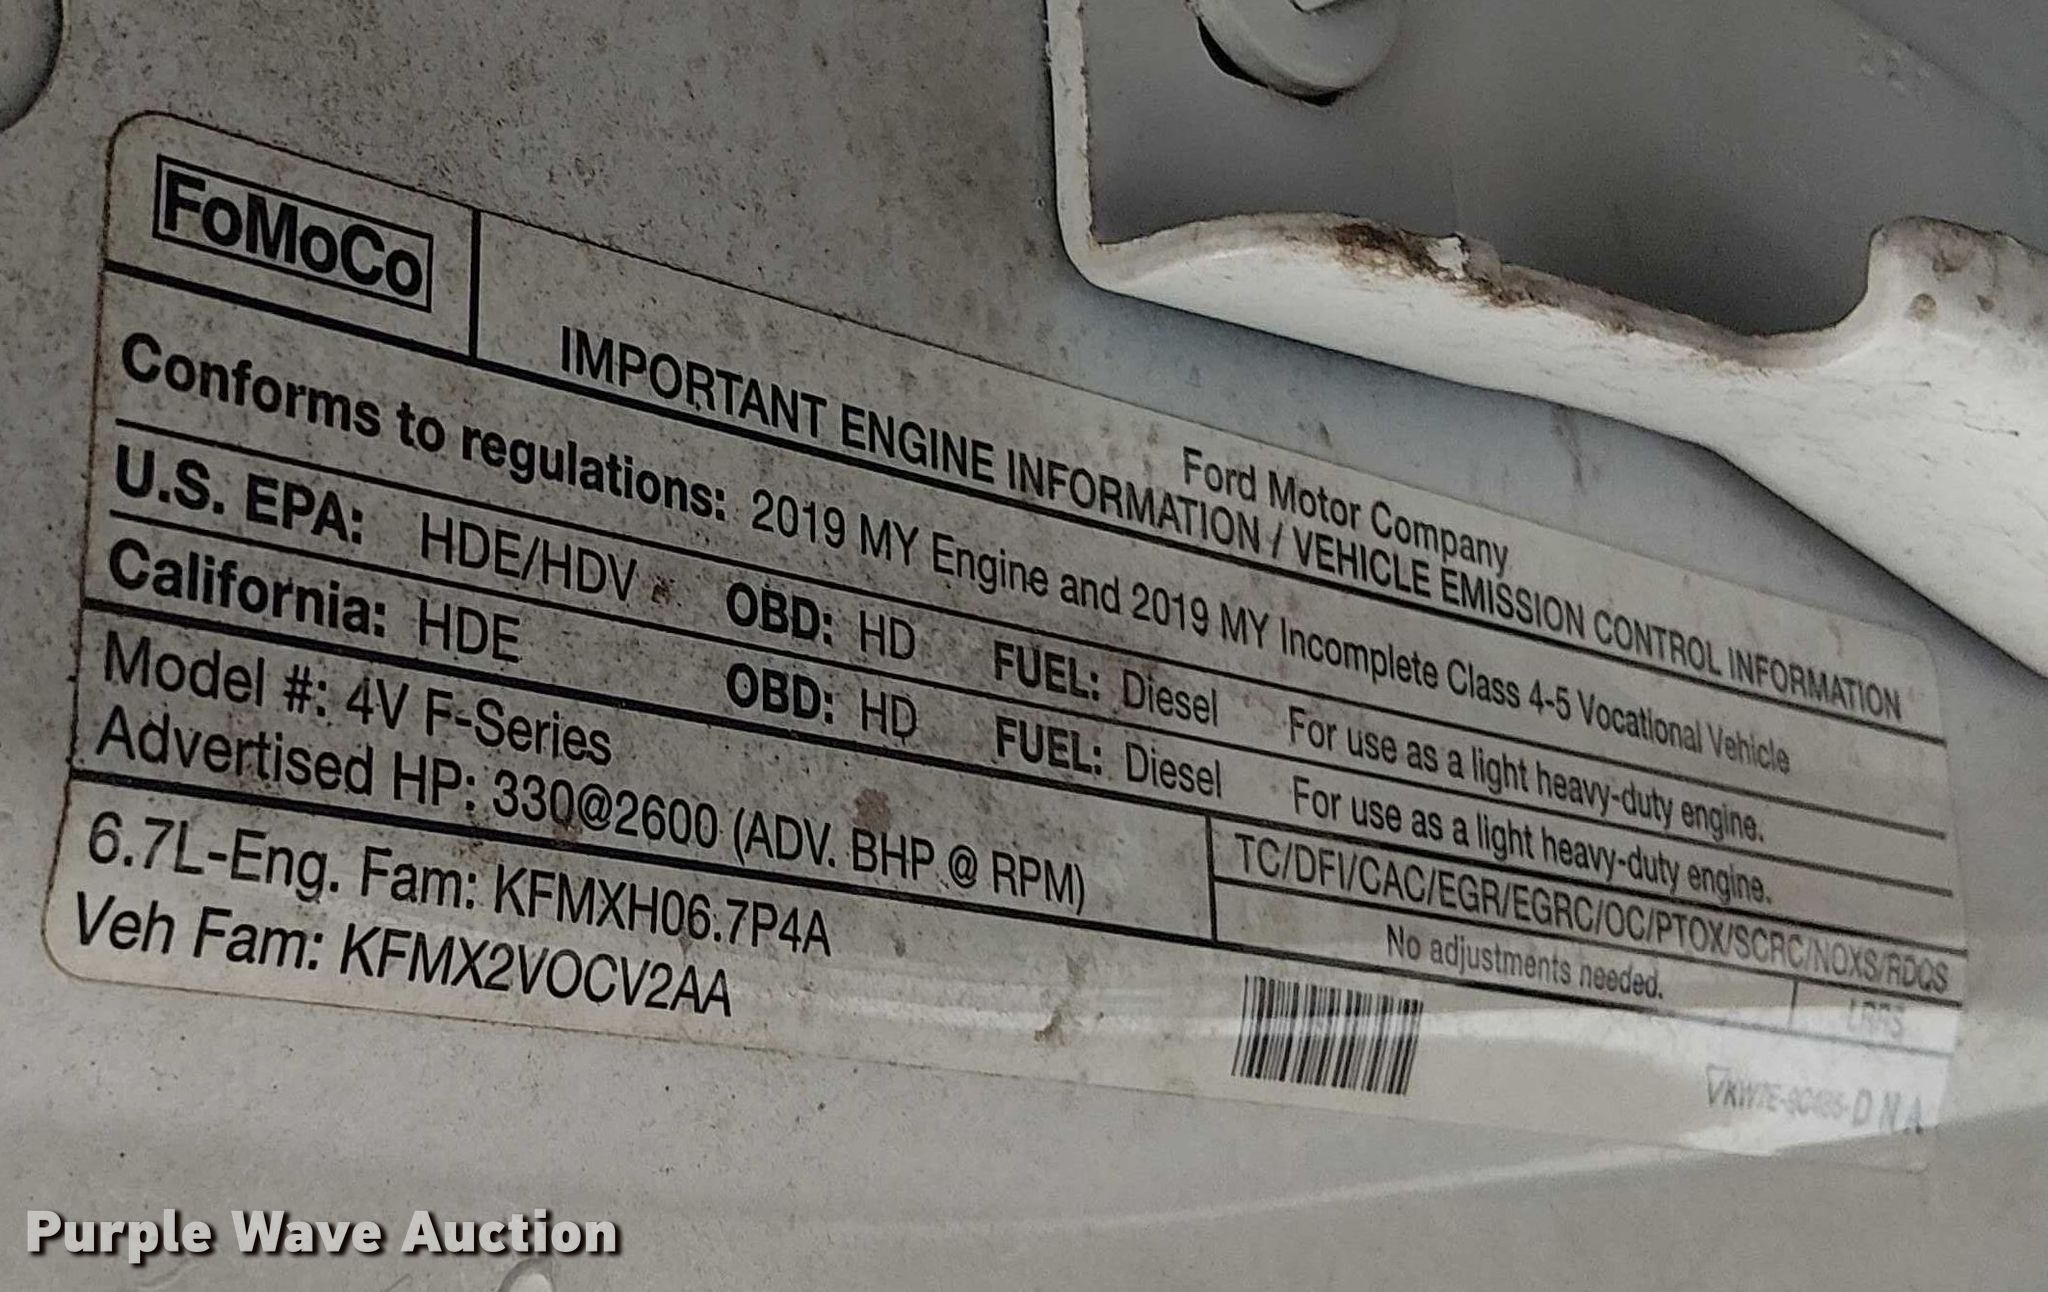 FoMoCo
Ford Motor Company
IMPORTANT ENGINE INFORMATION / VEHICLE EMISSION CONTROL INFORMATION
Conforms to regulations: 2019 MY Engine and 2019 MY Incomplete Class 4-5 Vocational Vehicle
U.S. EPA: HDE/HDV OBD: HD FUEL: Diesel For use as a light heavy-duty engine.
California: HDE OBD: HD FUEL: Diesel For use as a light heavy-duty engine.
Model #: 4V F-Series
TC/DFI/CAC/EGR/EGRC/OC/PTOX/SCRC/NOXS/RDQS
Advertised HP: 330@2600 (ADV. BHP @ RPM)
No adjustments needed.
6.7L-Eng. Fam: KFMXH06.7P4A
Veh Fam: KFMX2VOCV2AA
DNA
Purple Wave Auction